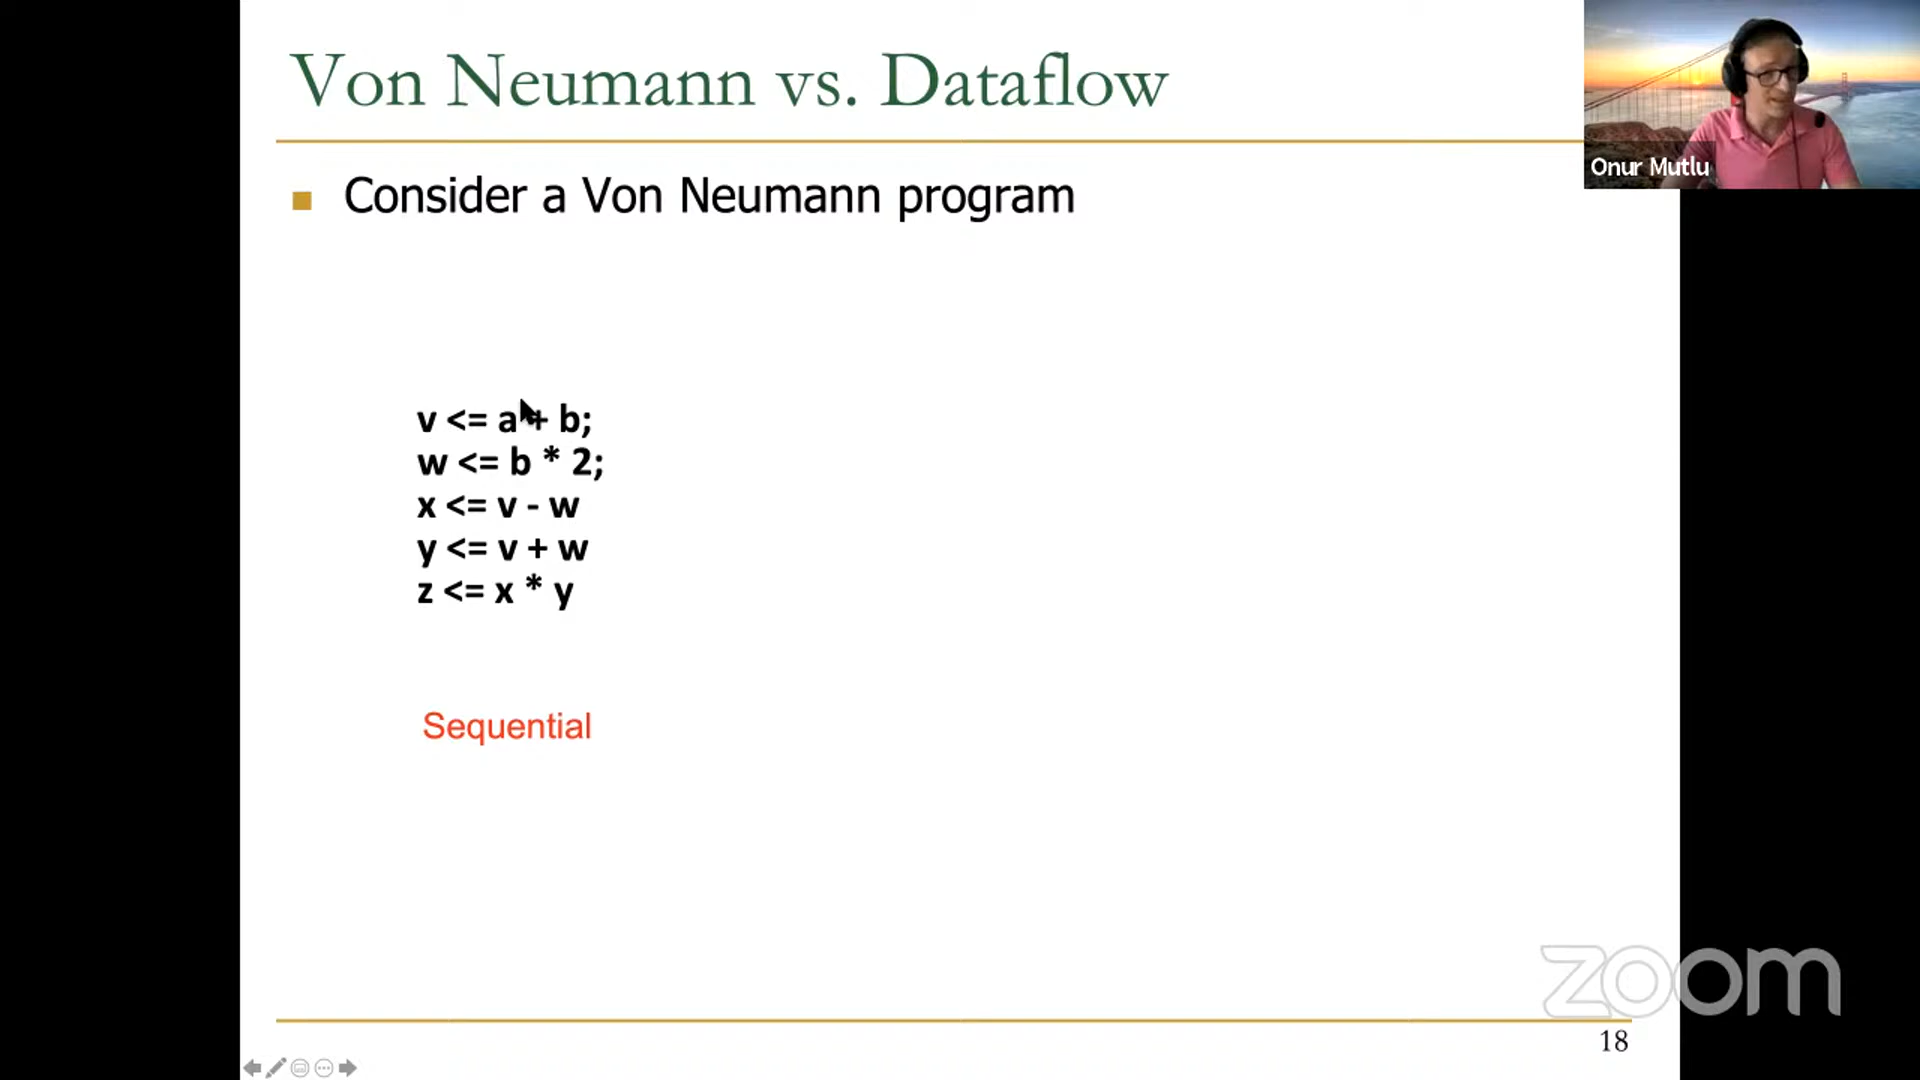 Von Neumann vs. Dataflow
Onur Mutlu
Consider a Von Neumann program
v <= a + b;
w <= b * 2;
x <= v - w
y <= v + w
z <= x * y
Sequential
zoom
18